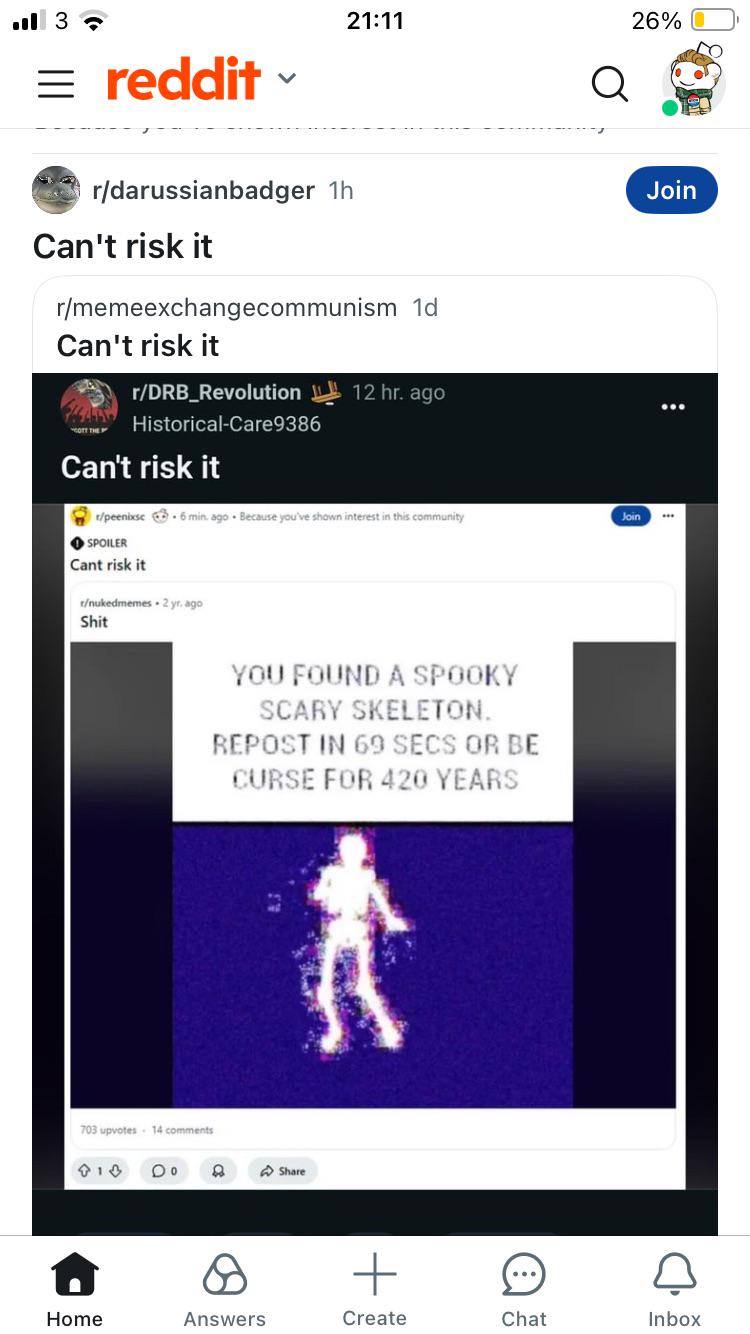 3
21:11
26%
reddit
r/darussianbadger 1h
Join
Can't risk it
r/memeexchangecommunism 1d
Can't risk it
r/DRB_Revolution 12 hr. ago
Historical-Care9386
Can't risk it
r/peenixsc • 6 min. ago • Because you've shown interest in this community
Join
SPOILER
Cant risk it
r/nukedmemes • 2 yr. ago
Shit
YOU FOUND A SPOOKY
SCARY SKELETON.
REPOST IN 69 SECS OR BE
CURSE FOR 420 YEARS
703 upvotes · 14 comments
1
0
Share
Home
Answers
Create
Chat
Inbox